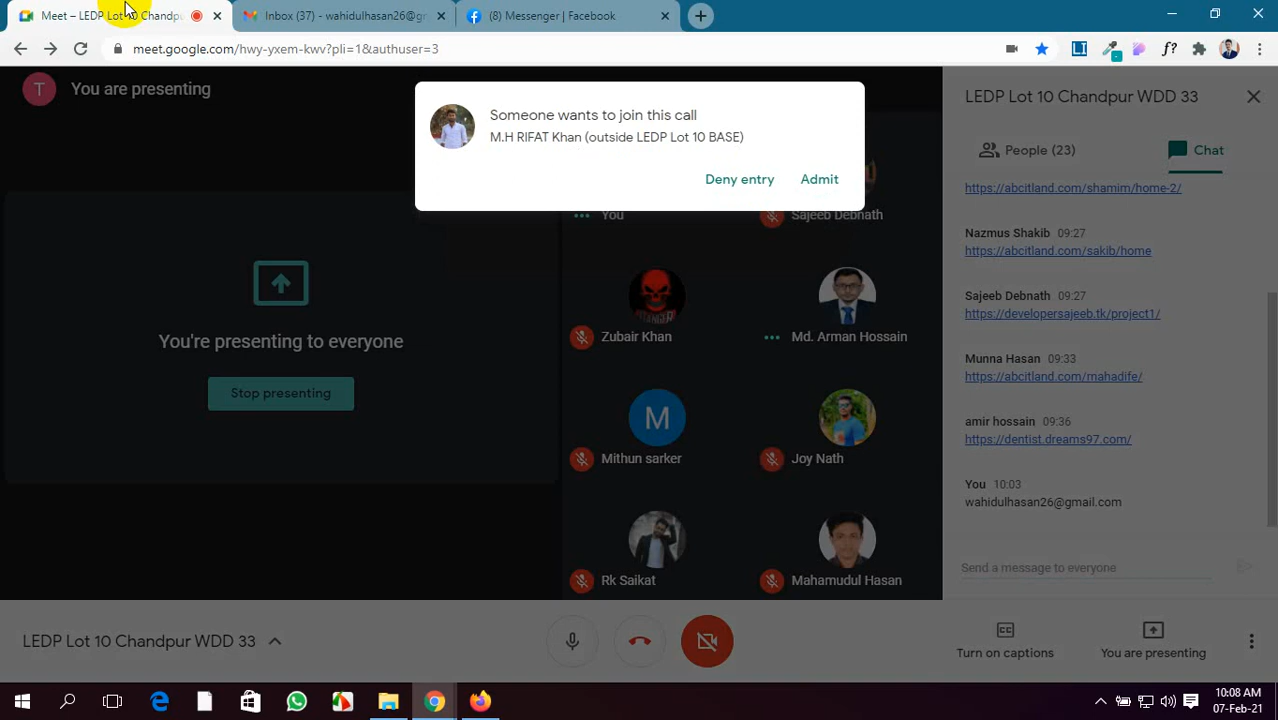 Meet – LEDP Lot 10 Chandpu
Inbox (37) - wahidulhasan26@gm
(8) Messenger | Facebook
meet.google.com/hwy-yxem-kwv?pli=1&authuser=3
T
You are presenting
Someone wants to join this call
M.H RIFAT Khan (outside LEDP Lot 10 BASE)
Deny entry
Admit
LEDP Lot 10 Chandpur WDD 33
People (23)
Chat
You
Sajeeb Debnath
https://abcitland.com/shamim/home-2/
Nazmus Shakib 09:27
https://abcitland.com/sakib/home
Sajeeb Debnath 09:27
https://developersajeeb.tk/project1/
You're presenting to everyone
Stop presenting
Zubair Khan
Md. Arman Hossain
Munna Hasan 09:33
https://abcitland.com/mahadife/
M
amir hossain 09:36
https://dentist.dreams97.com/
Mithun sarker
Joy Nath
You 10:03
wahidulhasan26@gmail.com
Rk Saikat
Mahamudul Hasan
Send a message to everyone
LEDP Lot 10 Chandpur WDD 33
Turn on captions
You are presenting
10:08 AM
07-Feb-21